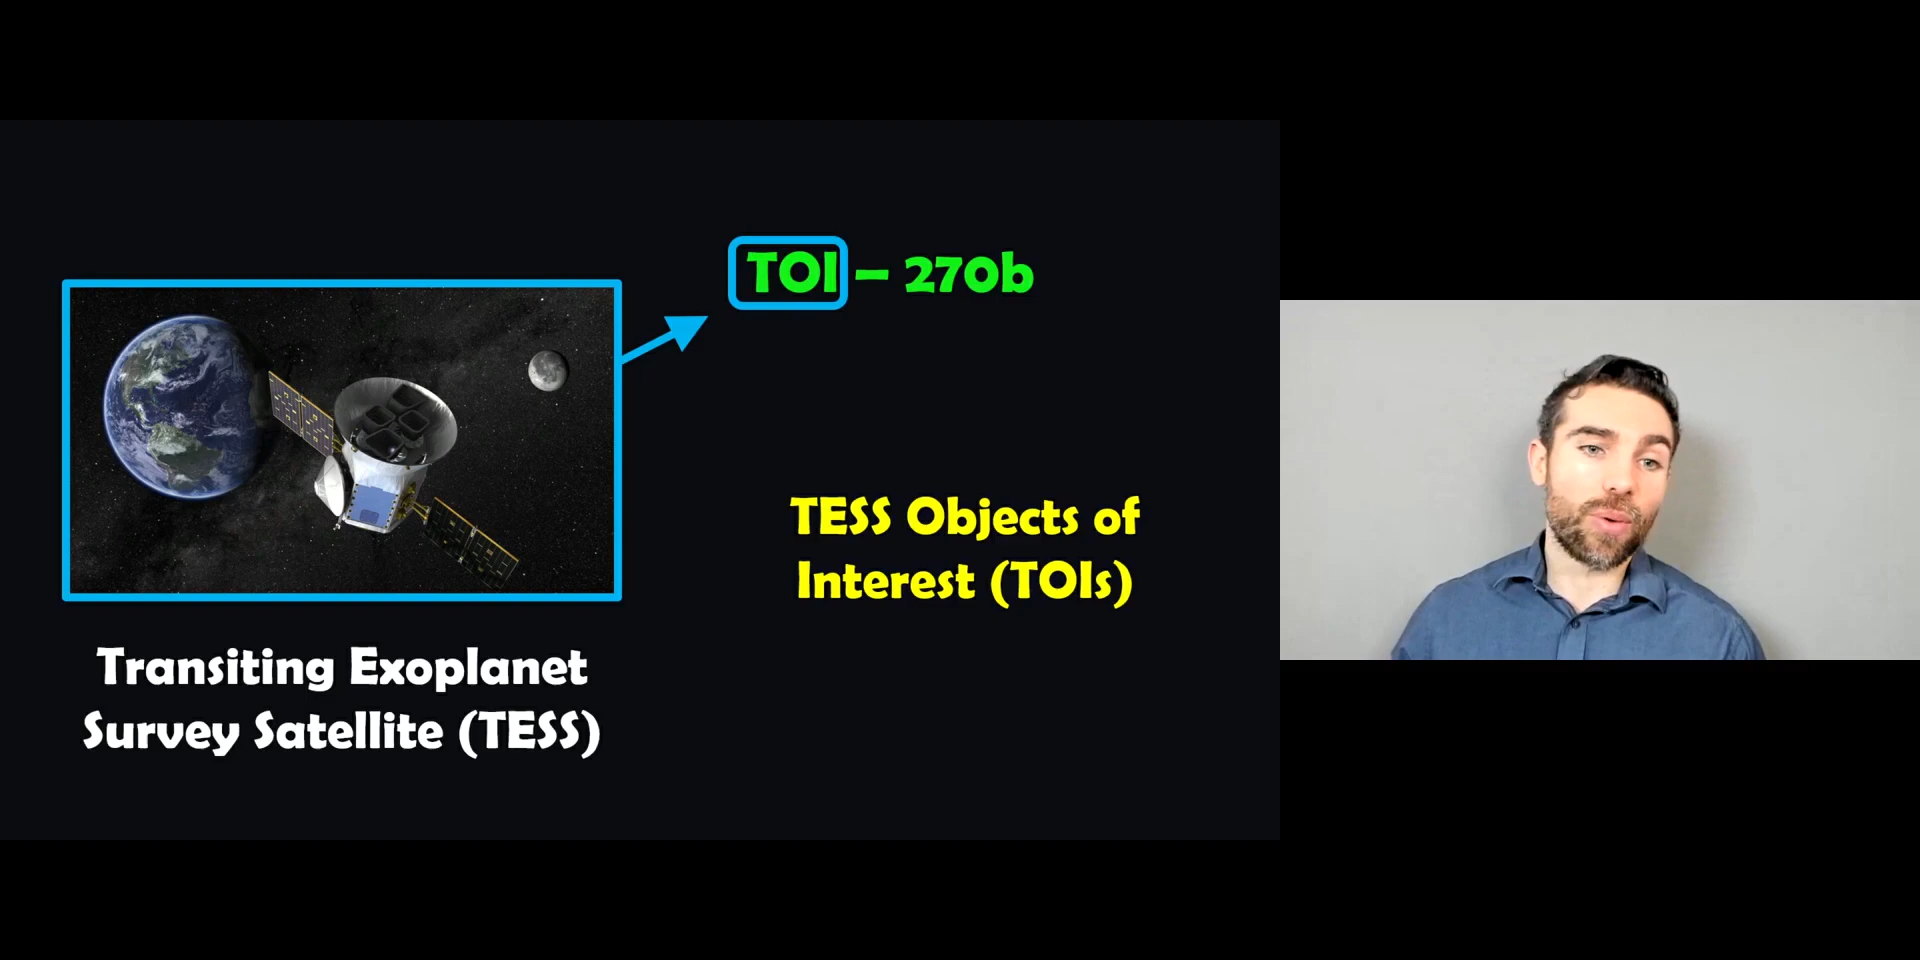 TOI – 270b
TESS Objects of
Interest (TOIs)
Transiting Exoplanet
Survey Satellite (TESS)